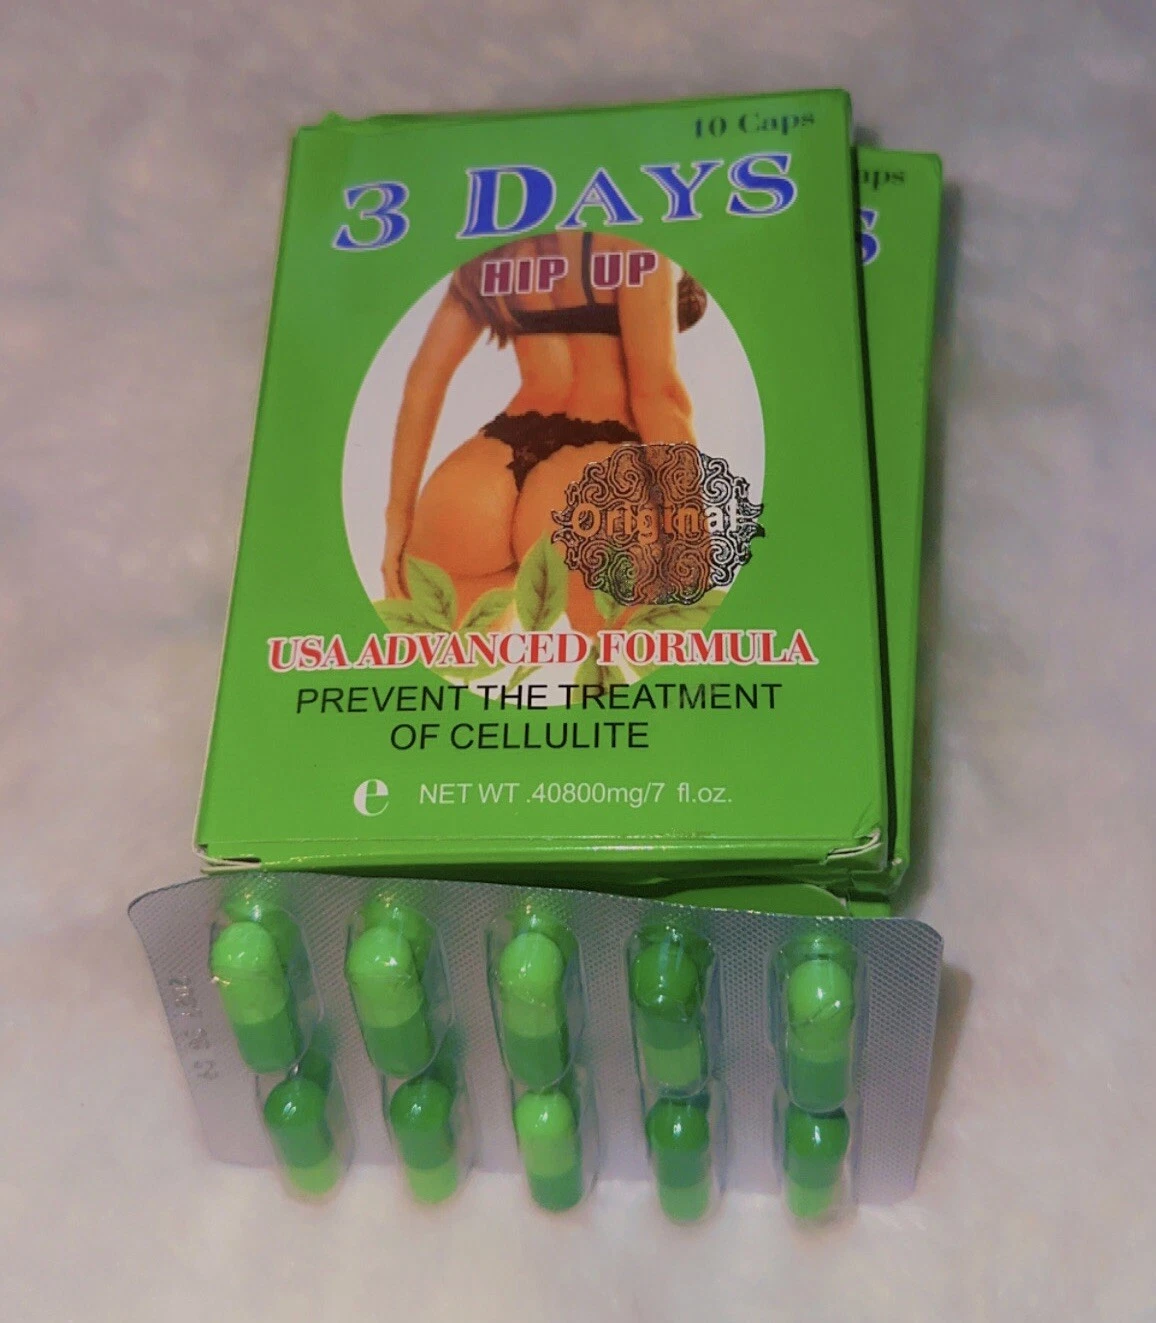 10 Caps
3 DAYS
HIP UP
Original
USA ADVANCED FORMULA
PREVENT THE TREATMENT
OF CELLULITE
e NET WT .40800mg/7 fl.oz.
aps
S